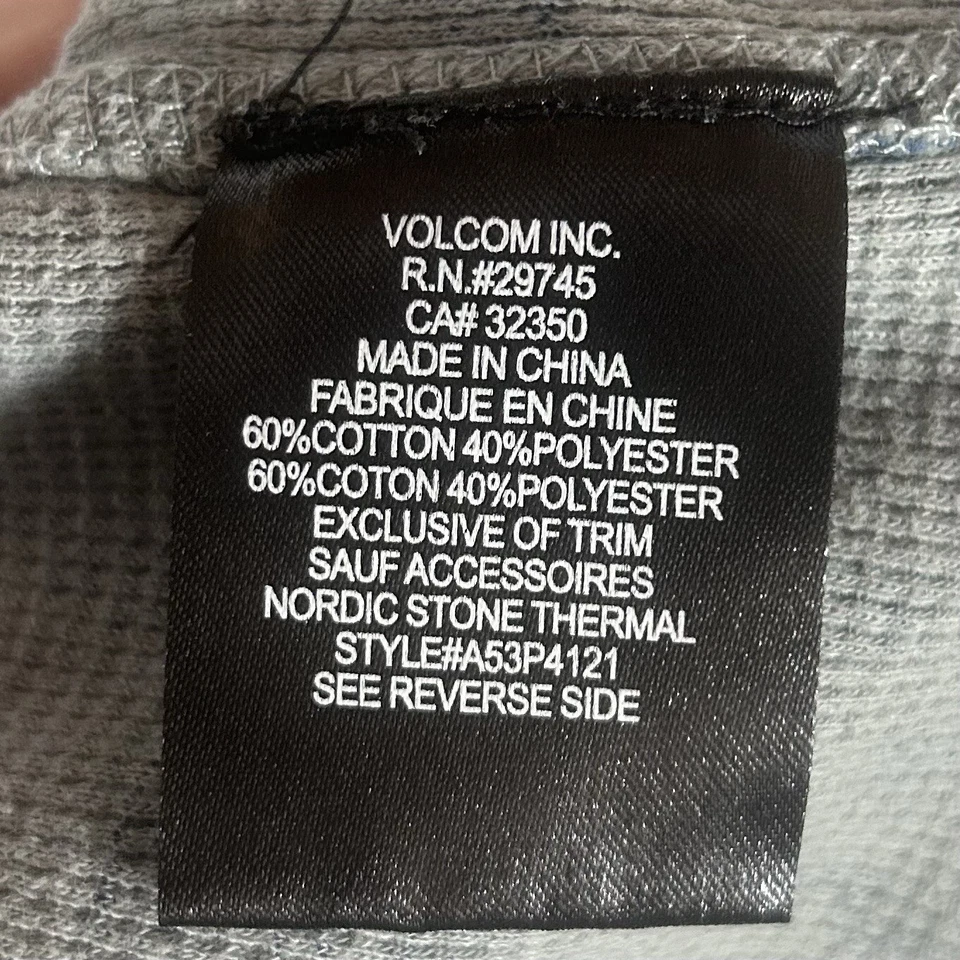 VOLCOM INC.
R.N.#29745
CA# 32350
MADE IN CHINA
FABRIQUE EN CHINE
60%COTTON 40%POLYESTER
60%COTON 40%POLYESTER
EXCLUSIVE OF TRIM
SAUF ACCESSOIRES
NORDIC STONE THERMAL
STYLE#A53P4121
SEE REVERSE SIDE